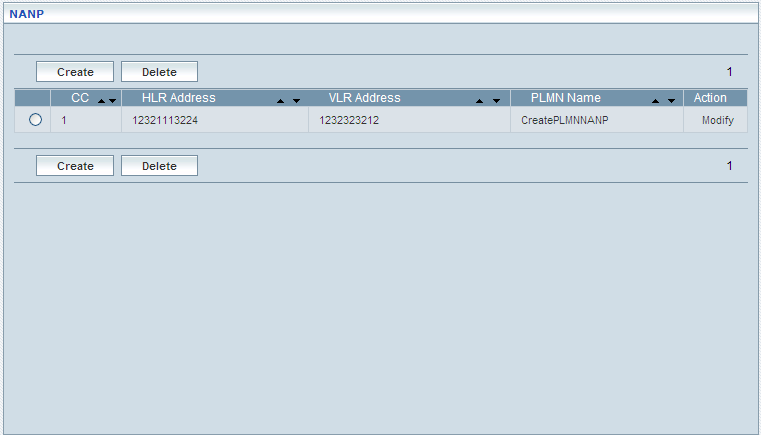 NANP
Create Delete 1
CC HLR Address VLR Address PLMN Name Action
1 12321113224 1232323212 CreatePLMNNANP Modify
Create Delete 1